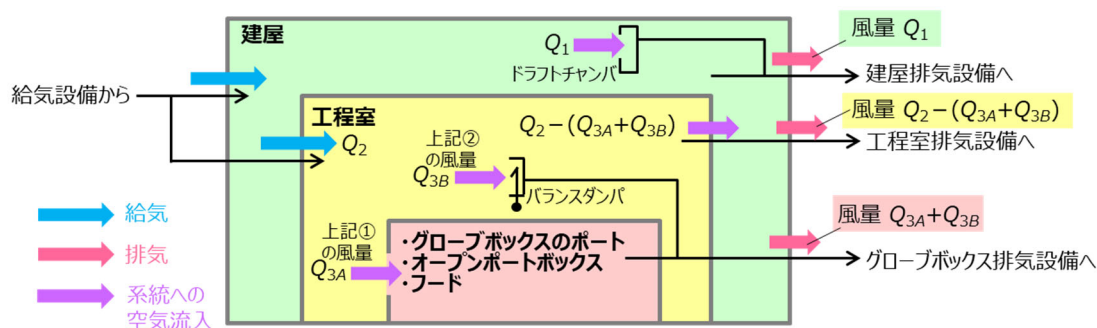 建屋
Q1
ドラフトチャンバ
風量 Q1
建屋排気設備へ
給気設備から
工程室
Q2
Q2－(Q3A+Q3B)
風量 Q2－(Q3A+Q3B)
工程室排気設備へ
上記②
の風量
Q3B
バランスダンパ
給気
排気
系統への
空気流入
上記①
の風量
Q3A
・グローブボックスのポート
・オープンポートボックス
・フード
風量 Q3A+Q3B
グローブボックス排気設備へ